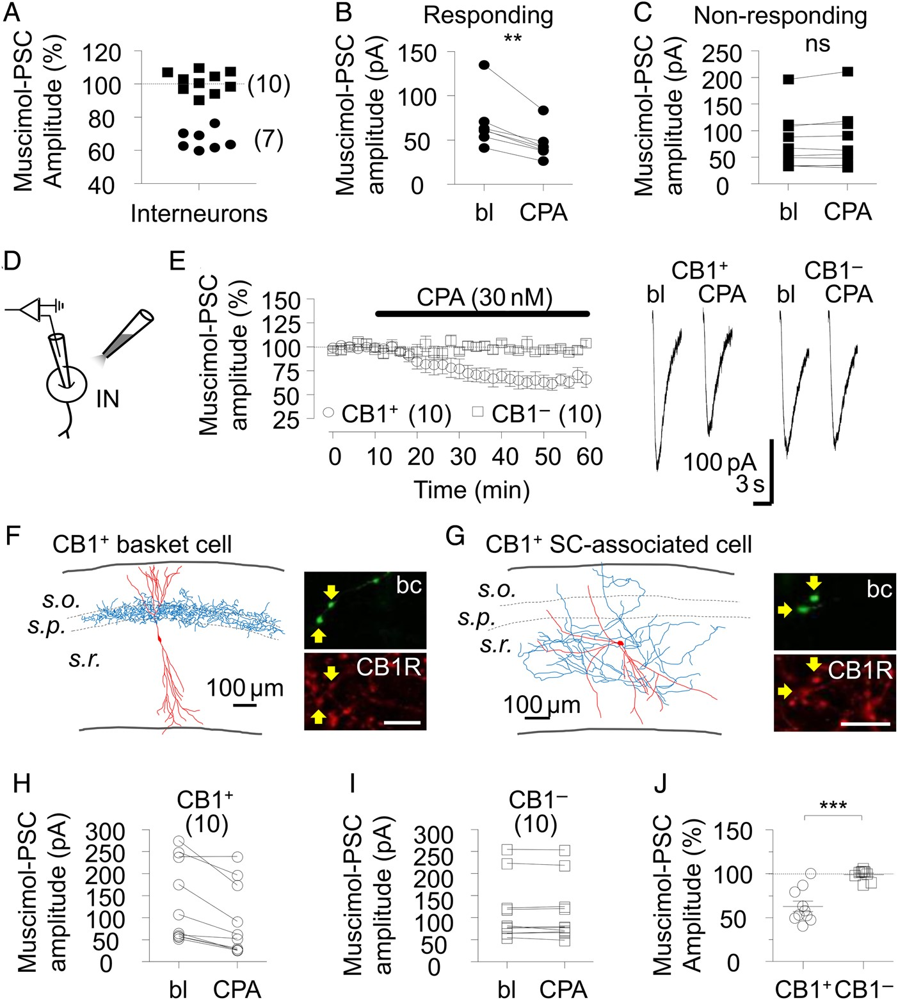 A
Muscimol-PSC
Amplitude (%)
120
100
80
60
40
(10)
(7)
Interneurons
B
Responding
**
Muscimol-PSC
amplitude (pA)
150
100
50
0
bl CPA
C
Non-responding
ns
Muscimol-PSC
amplitude (pA)
250
200
150
100
50
0
bl CPA
D
IN
E
Muscimol-PSC
amplitude (%)
150
125
100
75
50
25
CPA (30 nM)
CB1+ (10) CB1– (10)
0 10 20 30 40 50 60
Time (min)
CB1+ CB1–
bl CPA bl CPA
100 pA
3 s
F
CB1+ basket cell
s.o.
s.p.
s.r.
100 µm
bc
CB1R
G
CB1+ SC-associated cell
s.o.
s.p.
s.r.
100 µm
bc
CB1R
H
CB1+
(10)
Muscimol-PSC
amplitude (pA)
300
250
200
150
100
50
0
bl CPA
I
CB1–
(10)
Muscimol-PSC
amplitude (pA)
300
250
200
150
100
50
0
bl CPA
J
***
Muscimol-PSC
Amplitude (%)
150
100
50
0
CB1+ CB1–